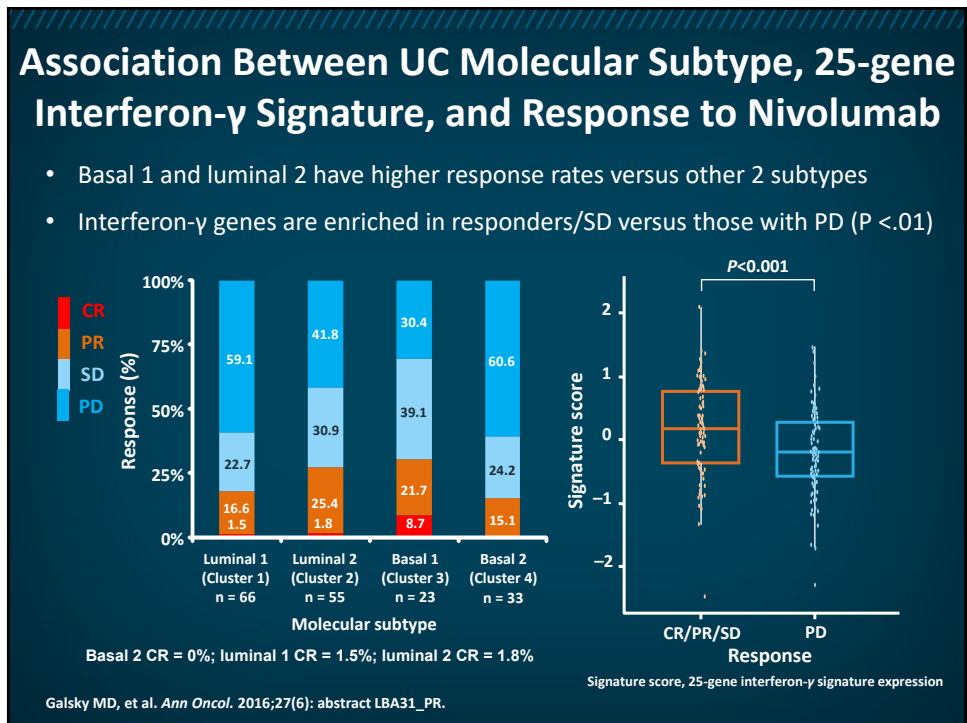 Association Between UC Molecular Subtype, 25-gene
Interferon-γ Signature, and Response to Nivolumab
• Basal 1 and luminal 2 have higher response rates versus other 2 subtypes
• Interferon-γ genes are enriched in responders/SD versus those with PD (P <.01)
CR
PR
SD
PD
Response (%)
100%
75%
50%
25%
0%
59.1
22.7
16.6
1.5
41.8
30.9
25.4
1.8
30.4
39.1
21.7
8.7
60.6
24.2
15.1
Luminal 1
(Cluster 1)
n = 66
Luminal 2
(Cluster 2)
n = 55
Basal 1
(Cluster 3)
n = 23
Basal 2
(Cluster 4)
n = 33
Molecular subtype
Basal 2 CR = 0%; luminal 1 CR = 1.5%; luminal 2 CR = 1.8%
P<0.001
Signature score
2
1
0
–1
–2
CR/PR/SD
PD
Response
Signature score, 25-gene interferon-γ signature expression
Galsky MD, et al. Ann Oncol. 2016;27(6): abstract LBA31_PR.